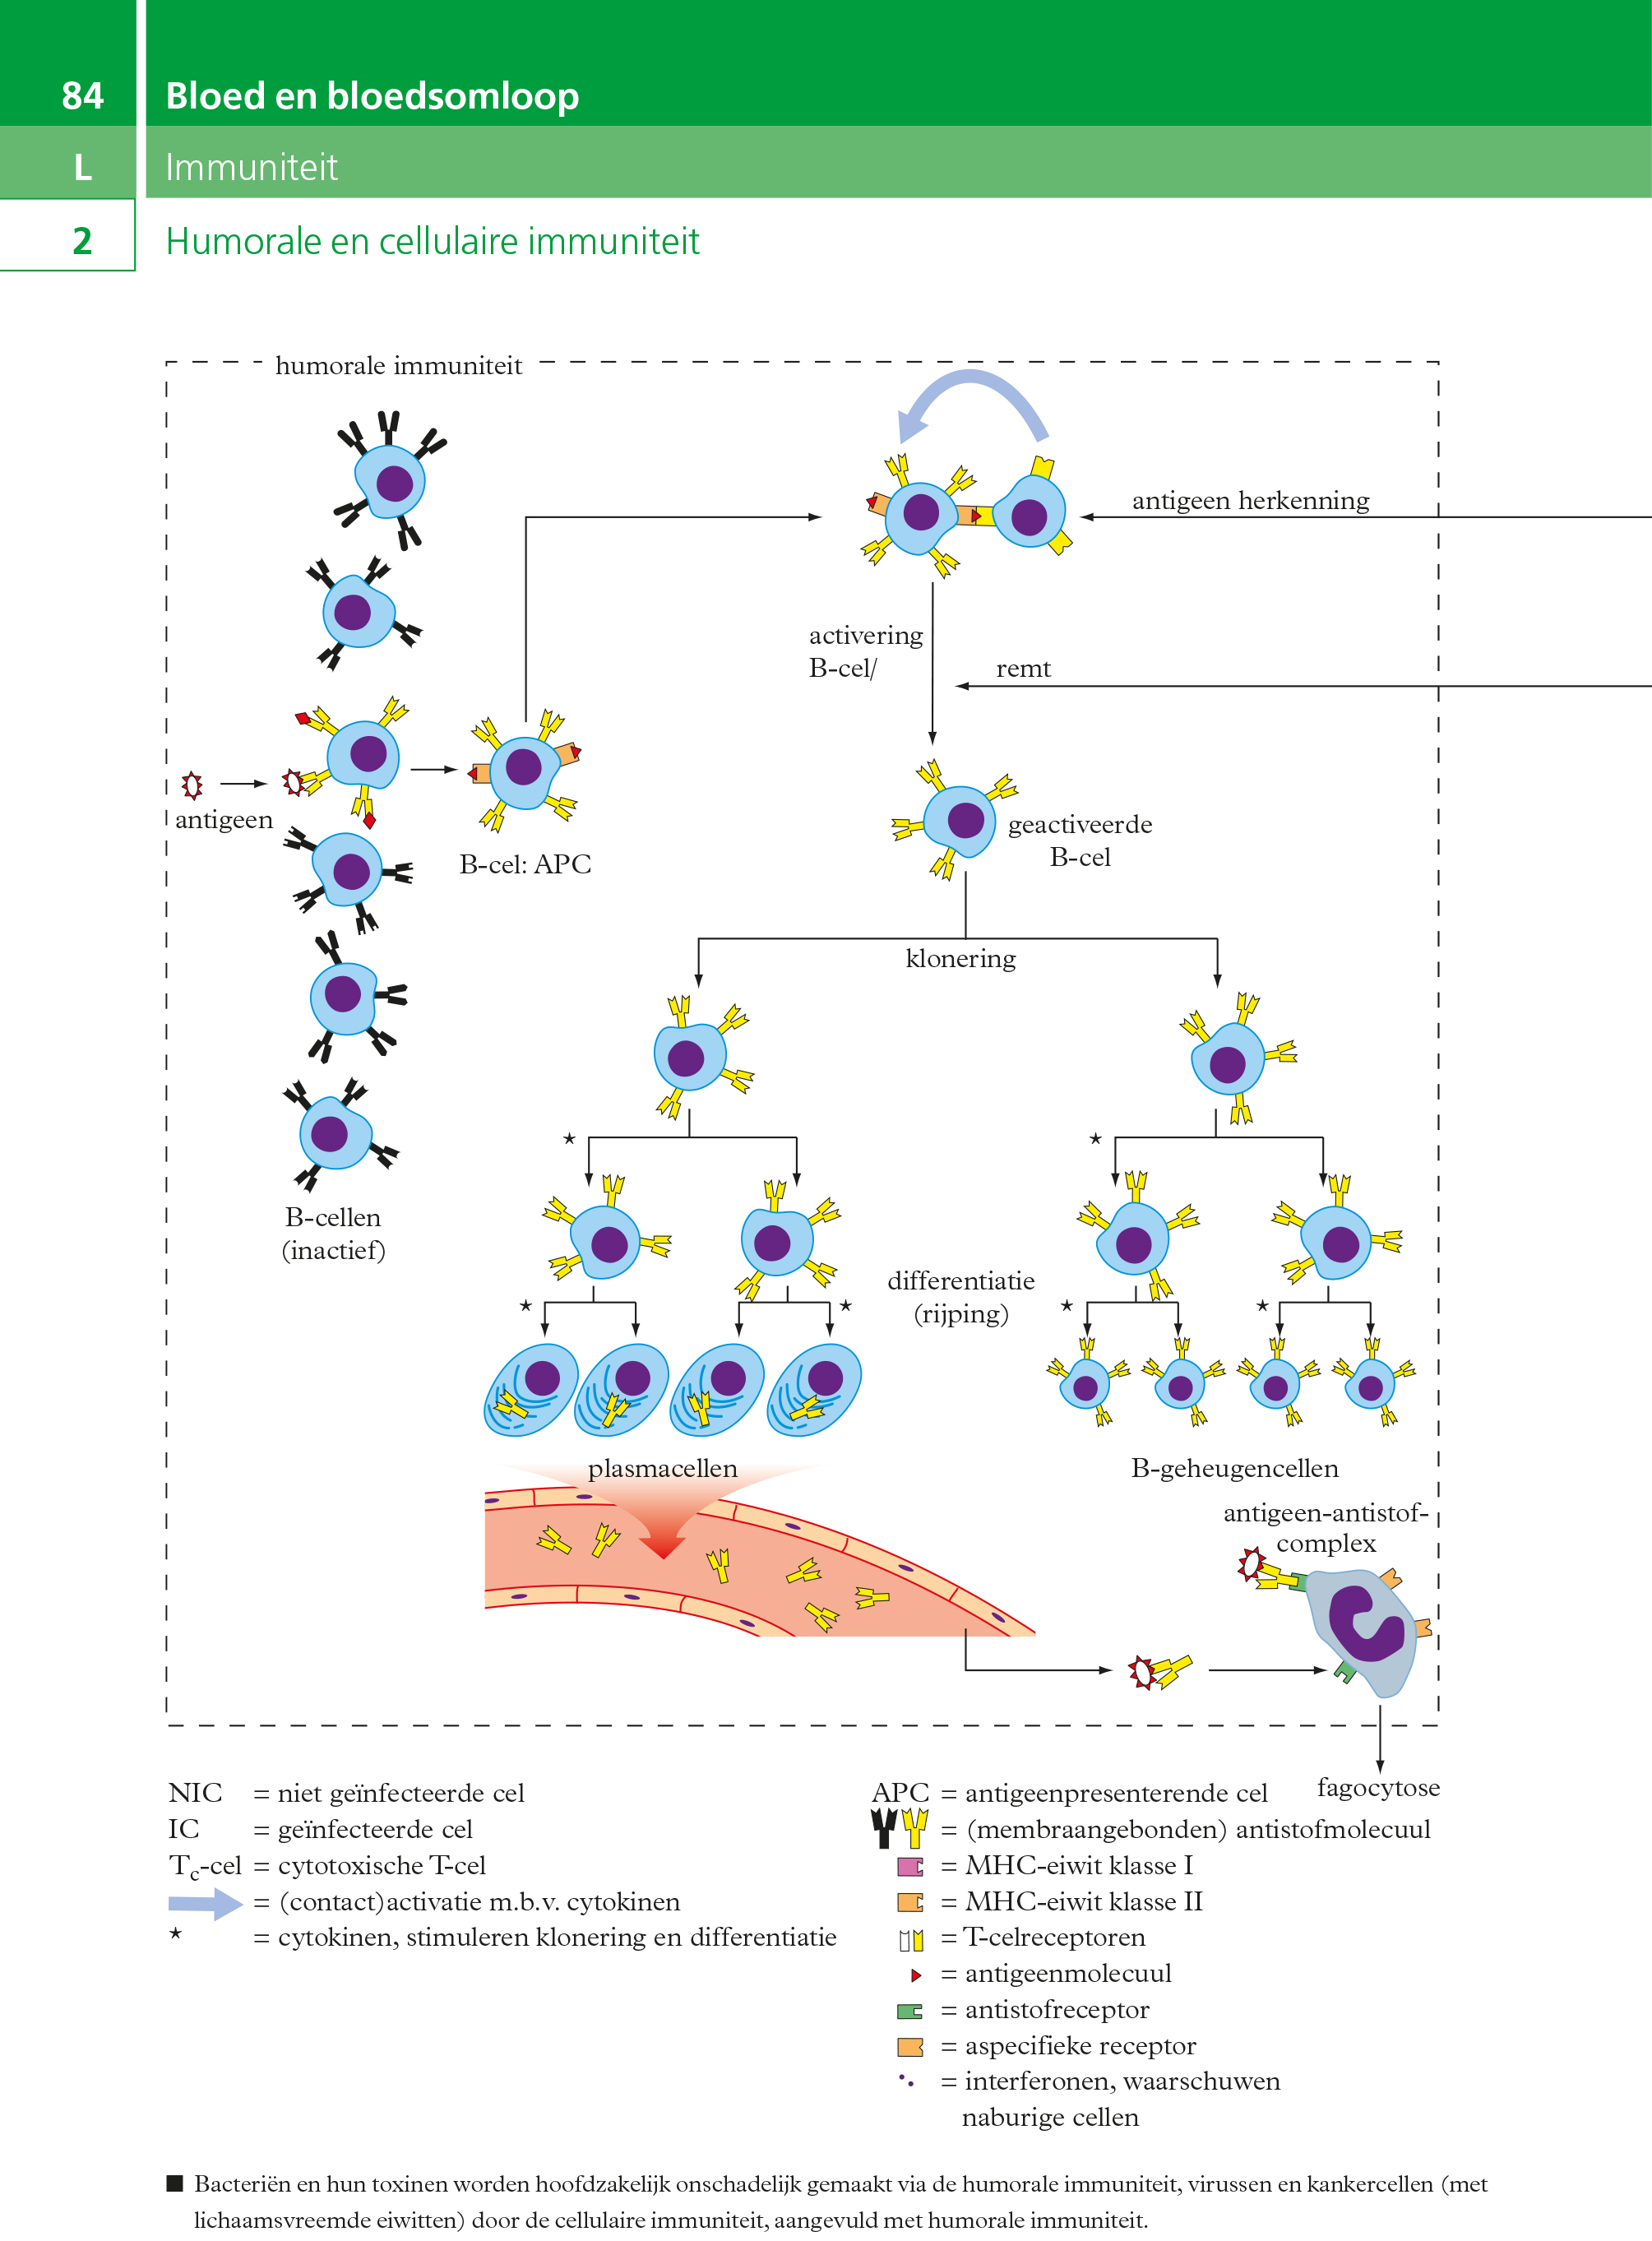 84 Bloed en bloedsomloop
L Immuniteit
2 Humorale en cellulaire immuniteit
humorale immuniteit
antigeen herkenning
activering
B-cel/
remt
antigeen
B-cel: APC
geactiveerde
B-cel
klonering
*
*
B-cellen
(inactief)
differentiatie
(rijping)
*
*
*
*
plasmacellen
B-geheugencellen
antigeen-antistof-
complex
fagocytose
NIC = niet geïnfecteerde cel
IC = geïnfecteerde cel
Tc-cel = cytotoxische T-cel
= (contact)activatie m.b.v. cytokinen
* = cytokinen, stimuleren klonering en differentiatie
APC = antigeenpresenterende cel
= (membraangebonden) antistofmolecuul
= MHC-eiwit klasse I
= MHC-eiwit klasse II
= T-celreceptoren
= antigeenmolecuul
= antistofreceptor
= aspecifieke receptor
= interferonen, waarschuwen
naburige cellen
■ Bacteriën en hun toxinen worden hoofdzakelijk onschadelijk gemaakt via de humorale immuniteit, virussen en kankercellen (met
lichaamsvreemde eiwitten) door de cellulaire immuniteit, aangevuld met humorale immuniteit.